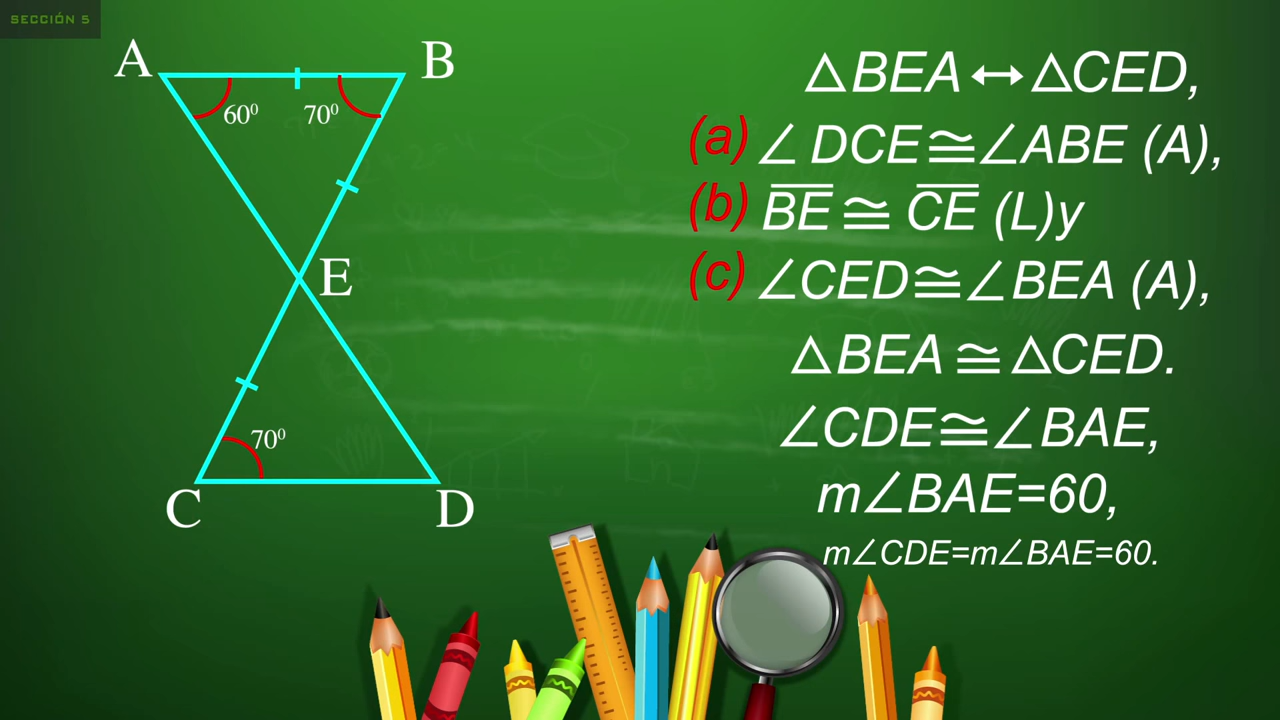 SECCIÓN 5
A
B
60⁰ 70⁰
E
70⁰
C
D
△BEA↔△CED,
(a) ∠DCE≅∠ABE (A),
(b) B̅E̅ ≅ C̅E̅ (L)y
(c) ∠CED≅∠BEA (A),
△BEA ≅ △CED.
∠CDE≅∠BAE,
m∠BAE=60,
m∠CDE=m∠BAE=60.